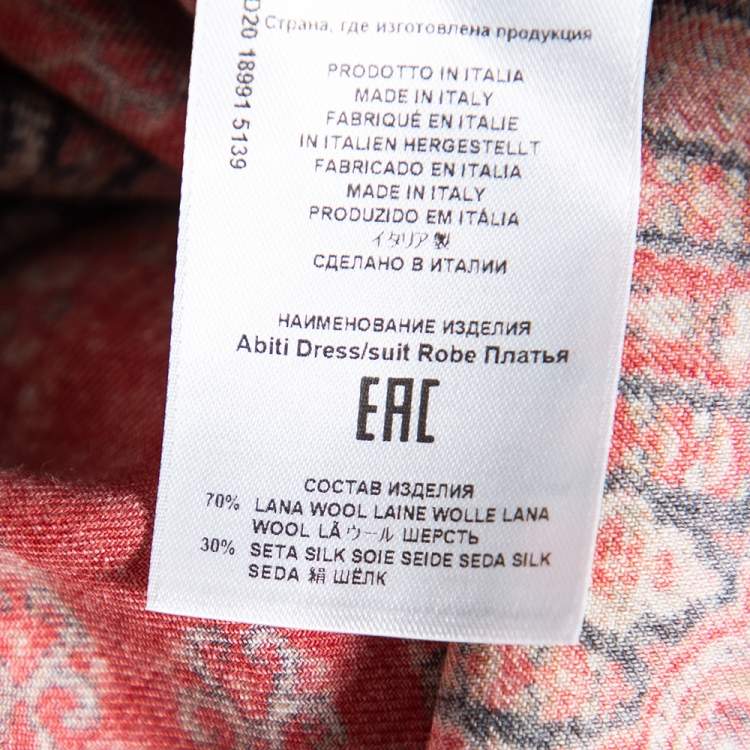 Страна, где изготовлена продукция
PRODOTTO IN ITALIA
MADE IN ITALY
FABRIQUÉ EN ITALIE
IN ITALIEN HERGESTELLT
FABRICADO EN ITALIA
MADE IN ITALY
PRODUZIDO EM ITÁLIA
イタリア製
СДЕЛАНО В ИТАЛИИ
НАИМЕНОВАНИЕ ИЗДЕЛИЯ
Abiti Dress/suit Robe Платья
EAC
СОСТАВ ИЗДЕЛИЯ
70% LANA WOOL LAINE WOLLE LANA
WOOL LÃ ウール ШЕРСТЬ
30% SETA SILK SOIE SEIDE SEDA SILK
SEDA 絹 ШЁЛК
D20 18991 5139